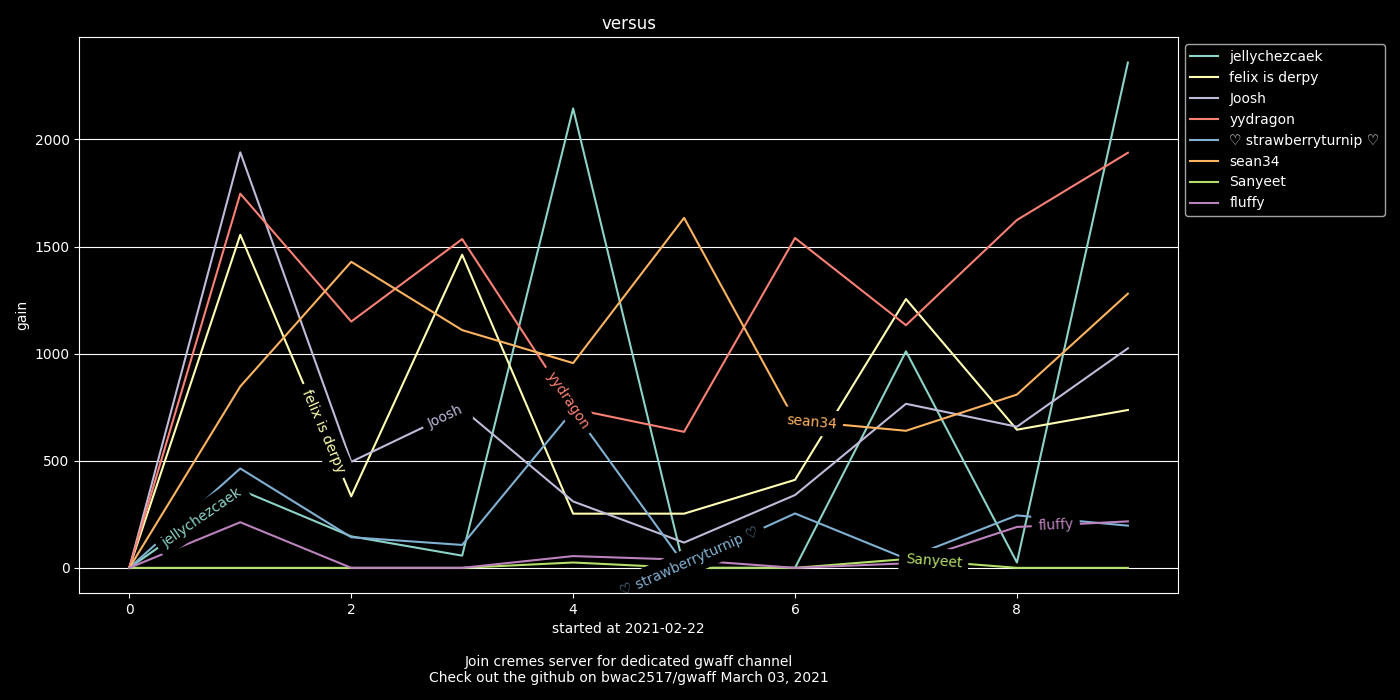 versus
jellychezcaek
felix is derpy
Joosh
yydragon
♡ strawberryturnip ♡
sean34
Sanyeet
fluffy
2000
1500
1000
500
0
gain
jellychezcaek
felix is derpy
Joosh
yydragon
♡ strawberryturnip ♡
sean34
Sanyeet
fluffy
0 2 4 6 8
started at 2021-02-22
Join cremes server for dedicated gwaff channel
Check out the github on bwac2517/gwaff March 03, 2021